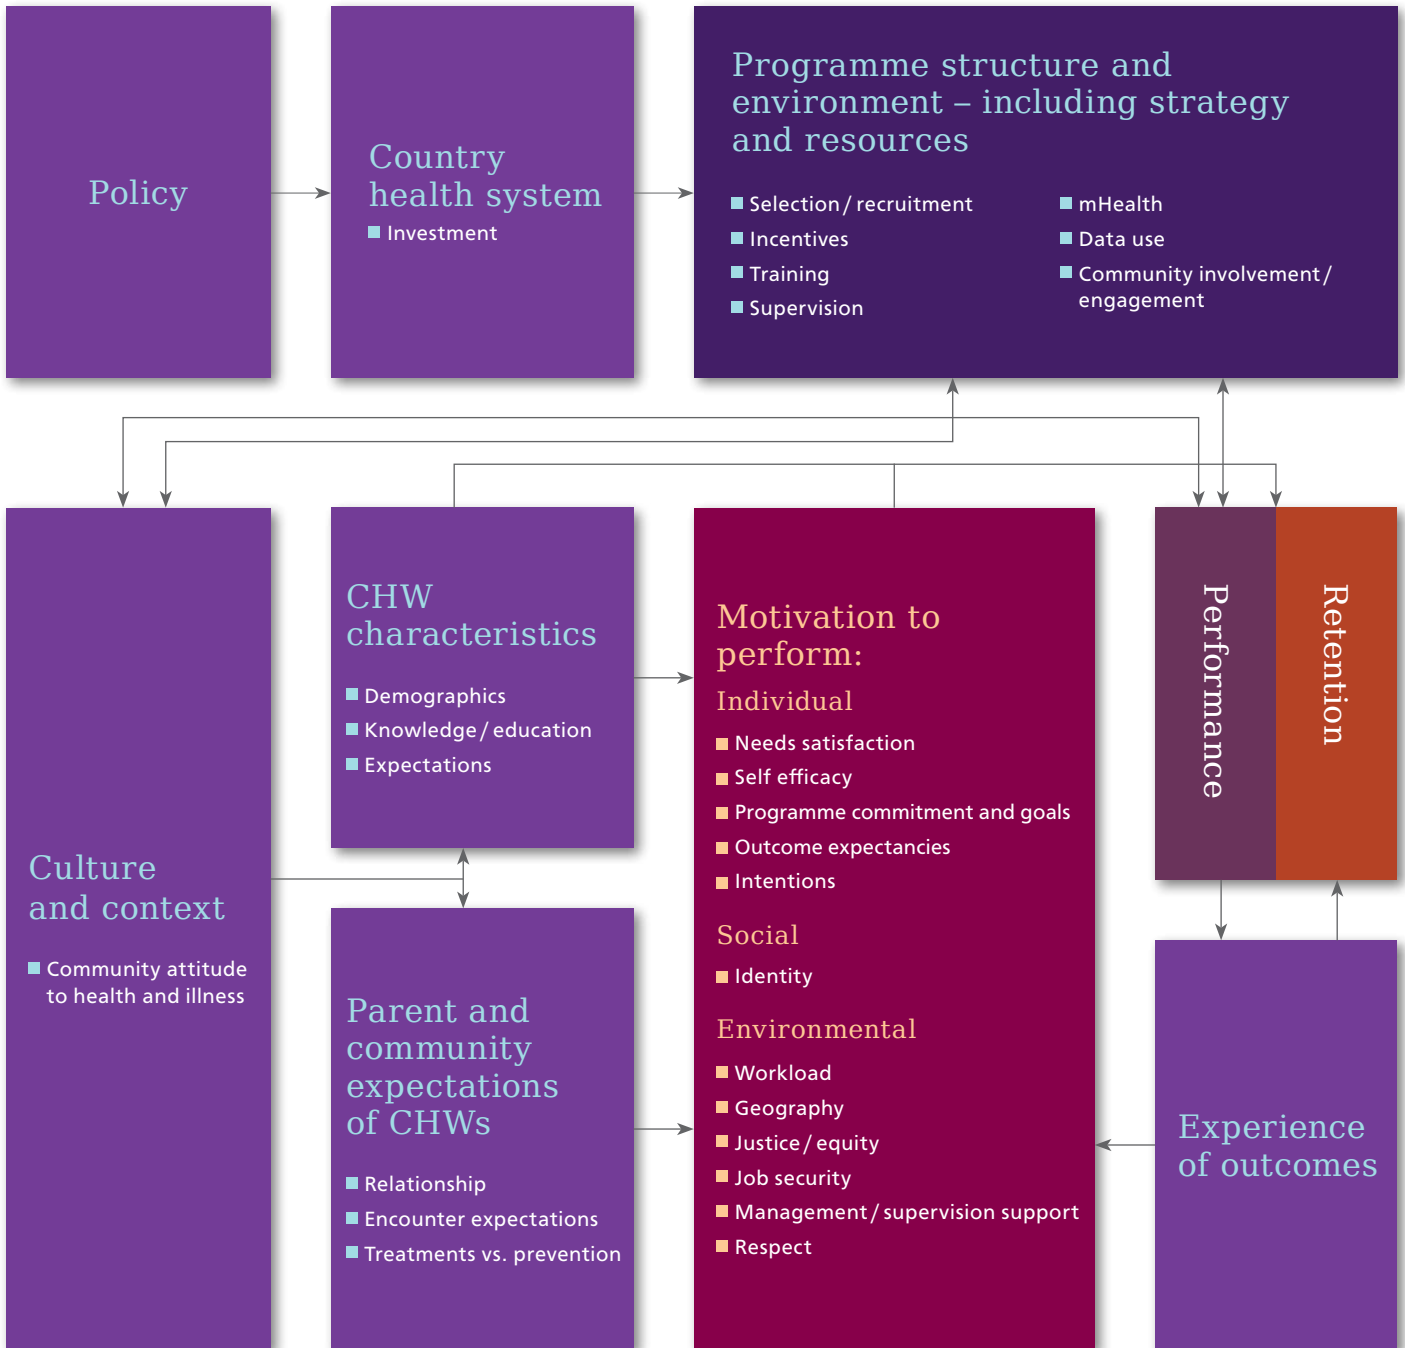 Policy
Country
health system
Investment
Programme structure and
environment – including strategy
and resources
Selection / recruitment
Incentives
Training
Supervision
mHealth
Data use
Community involvement /
engagement
Culture
and context
Community attitude
to health and illness
CHW
characteristics
Demographics
Knowledge / education
Expectations
Parent and
community
expectations
of CHWs
Relationship
Encounter expectations
Treatments vs. prevention
Motivation to
perform:
Individual
Needs satisfaction
Self efficacy
Programme commitment and goals
Outcome expectancies
Intentions
Social
Identity
Environmental
Workload
Geography
Justice / equity
Job security
Management / supervision support
Respect
Performance
Retention
Experience
of outcomes